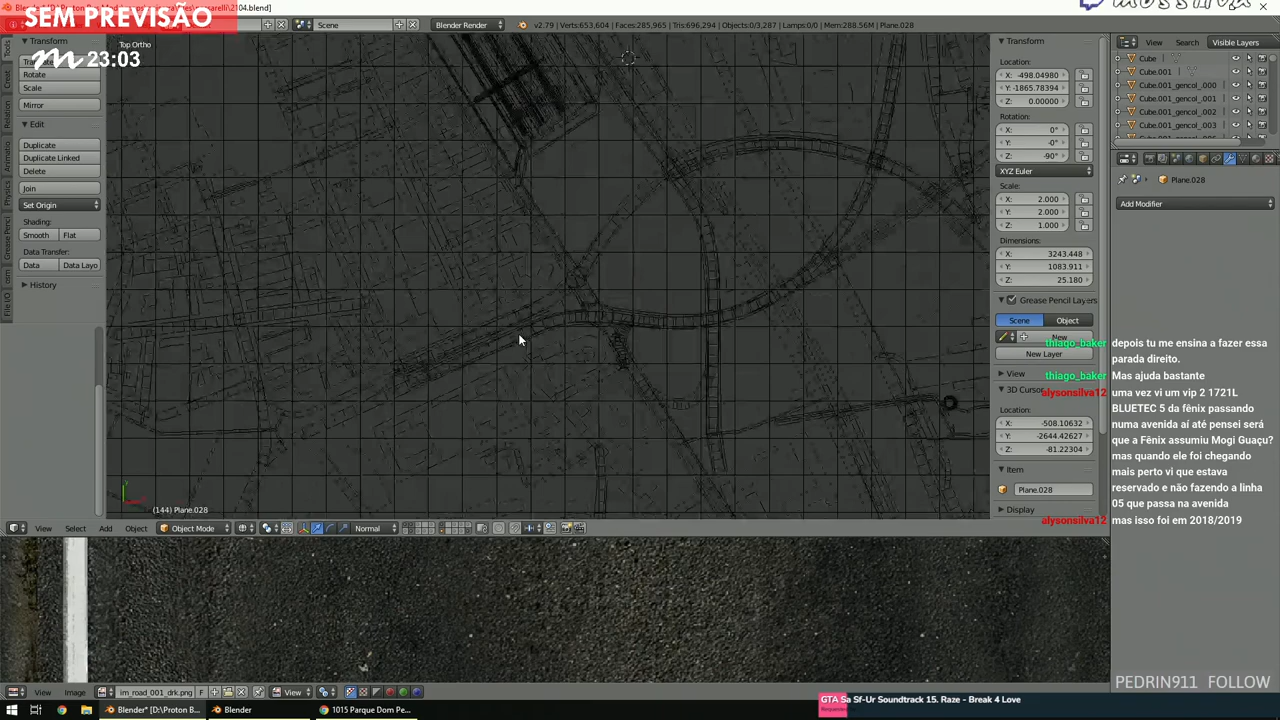 SEM PREVISÃO
23:03
Scene
Blender Render
v2.79 | Verts:653,604 | Faces:285,965 | Tris:696,294 | Objects:0/3,287 | Lamps:0/0 | Mem:288.56M | Plane.028
Transform
Rotate
Scale
Mirror
Edit
Duplicate
Duplicate Linked
Delete
Join
Set Origin
Shading:
Smooth
Flat
Data Transfer:
Data
Data Layo
History
Tools
Top Ortho
(144) Plane.028
Transform
Location:
X: -498.04980
Y: -1865.78394
Z: 0.00000
Rotation:
X: 0°
Y: -0°
Z: -90°
XYZ Euler
Scale:
X: 2.000
Y: 2.000
Z: 1.000
Dimensions:
X: 3243.448
Y: 1083.911
Z: 25.180
Grease Pencil Layers
Scene
Object
New
New Layer
View
3D Cursor
Location:
X: -508.10632
Y: -2644.42627
Z: -81.22304
Item
Plane.028
Display
View
Search
Visible Layers
Cube
Cube.001
Cube.001_gencol_.000
Cube.001_gencol_.001
Cube.001_gencol_.002
Cube.001_gencol_.003
Plane.028
Add Modifier
thiago_baker depois tu me ensina a fazer essa
parada direito.
thiago_baker Mas ajuda bastante
alysonsilva12 uma vez vi um vip 2 1721L
BLUETEC 5 da fênix passando
numa avenida aí até pensei será
que a Fênix assumiu Mogi Guaçu?
mas quando ele foi chegando
mais perto vi que estava
reservado e não fazendo a linha
05 que passa na avenida
alysonsilva12 mas isso foi em 2018/2019
View
Select
Add
Object
Object Mode
Normal
View
Image
im_road_001_drk.png
F
View
PEDRIN911 FOLLOW
GTA Sa Sf-Ur Soundtrack 15. Raze - Break 4 Love
Blender* [D:\Proton B...
Blender
1015 Parque Dom Pe...